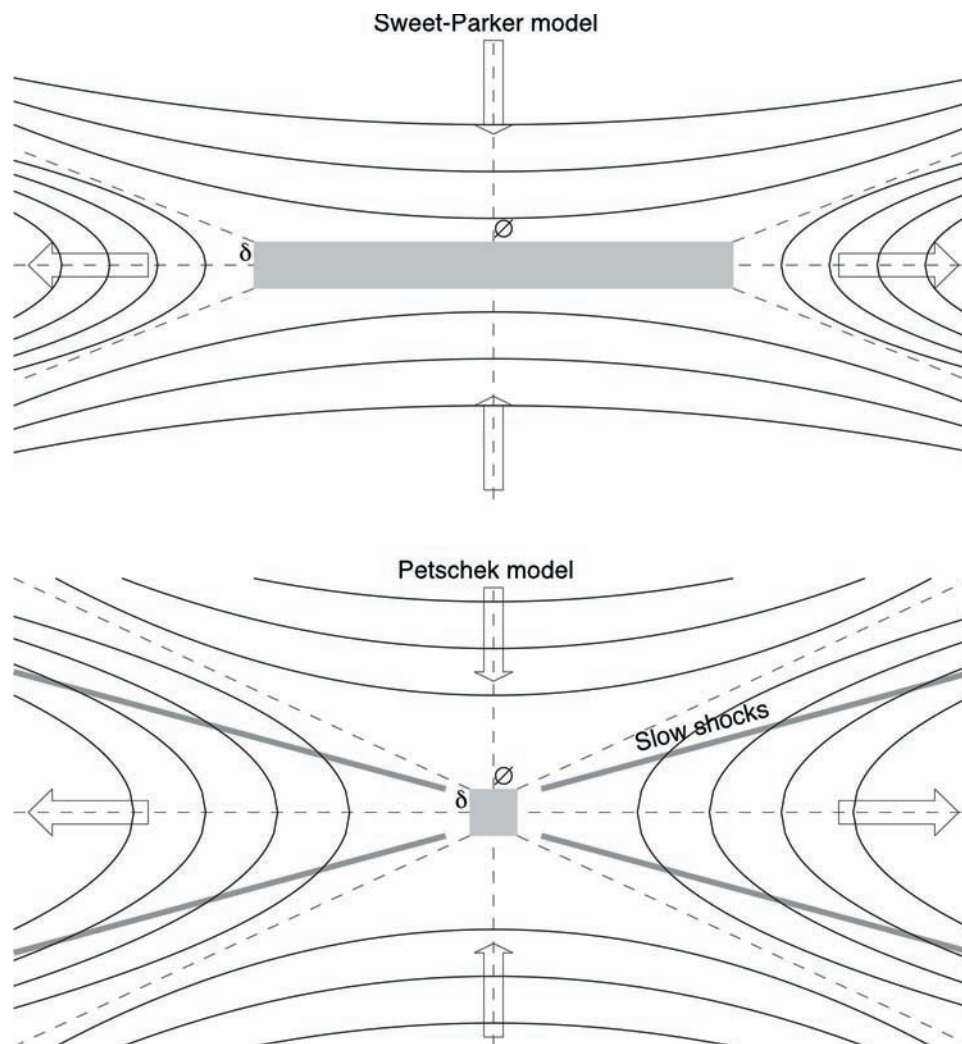 Sweet-Parker model
∅
δ
Petschek model
Slow shocks
∅
δ